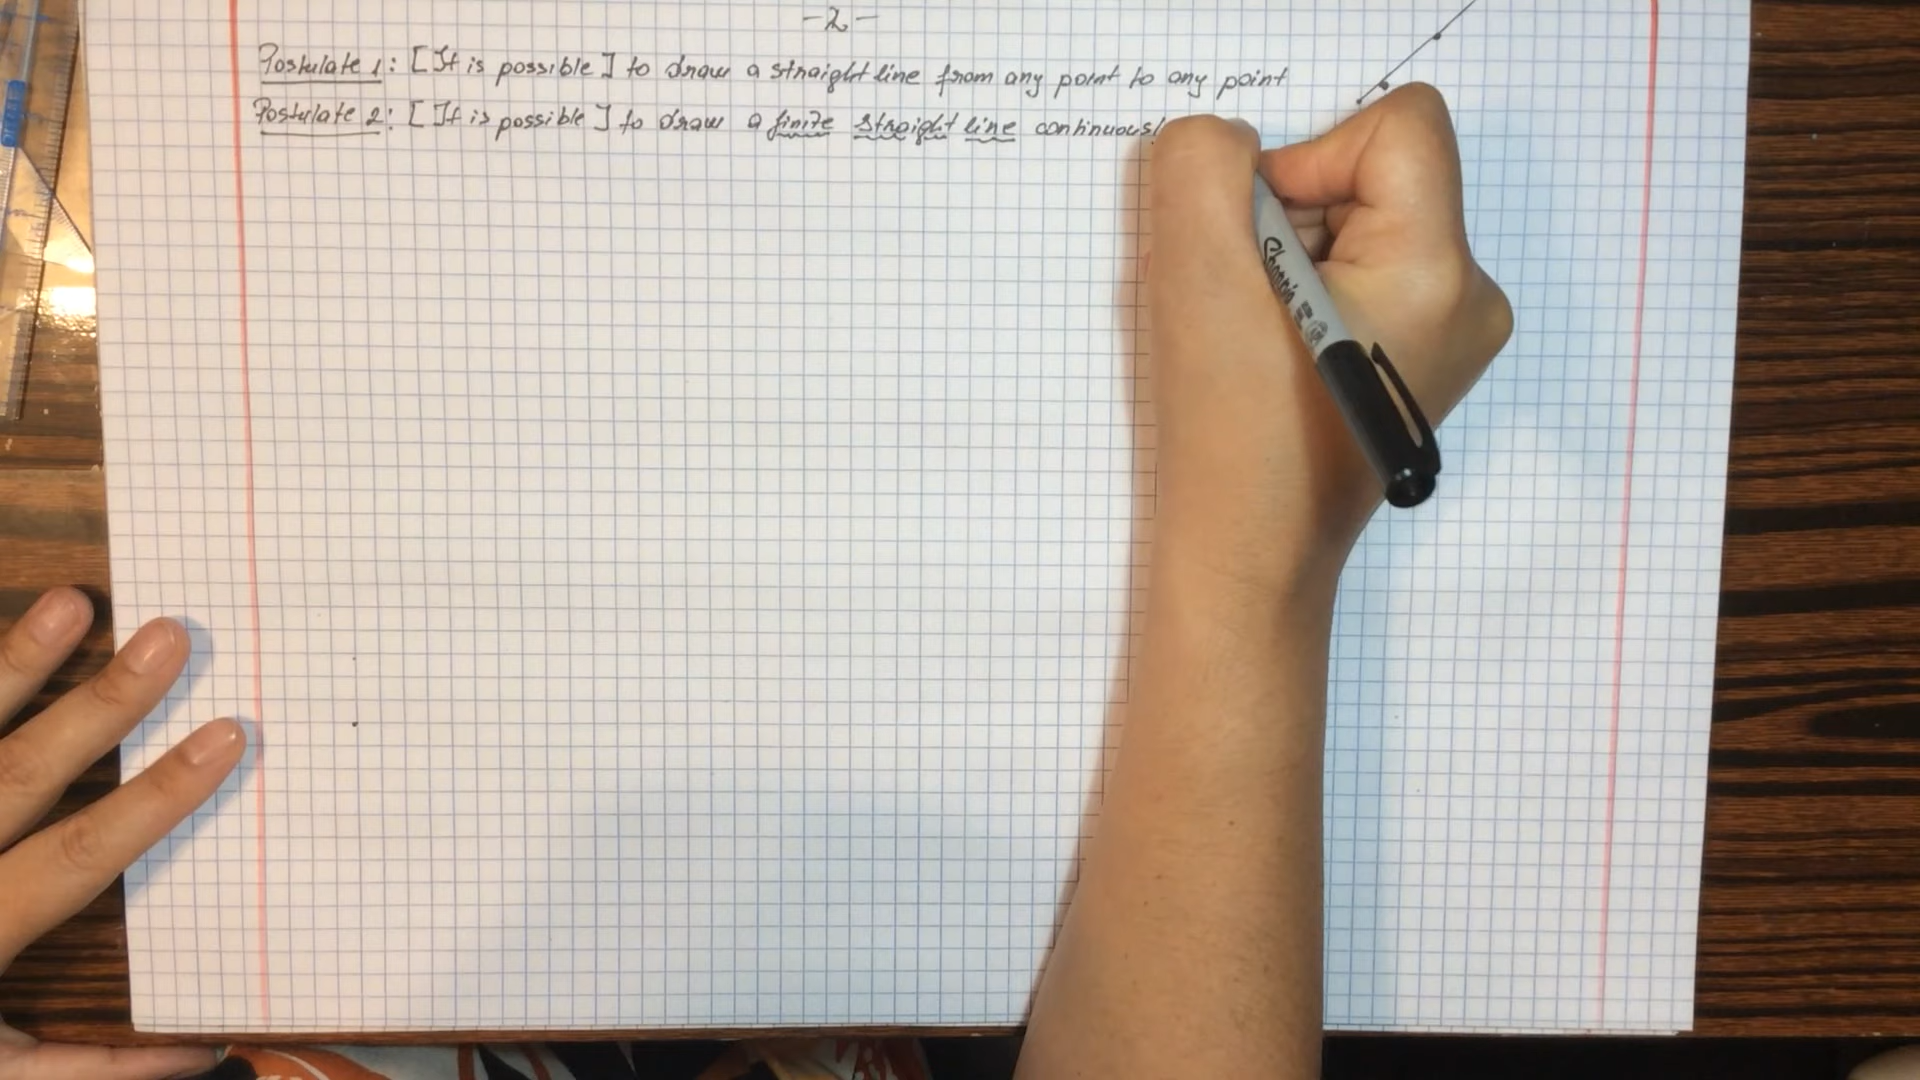 -2-
Postulate 1: [It is possible] to draw a straight line from any point to any point
Postulate 2: [It is possible] to draw a finite straight line continuously
Sharpie